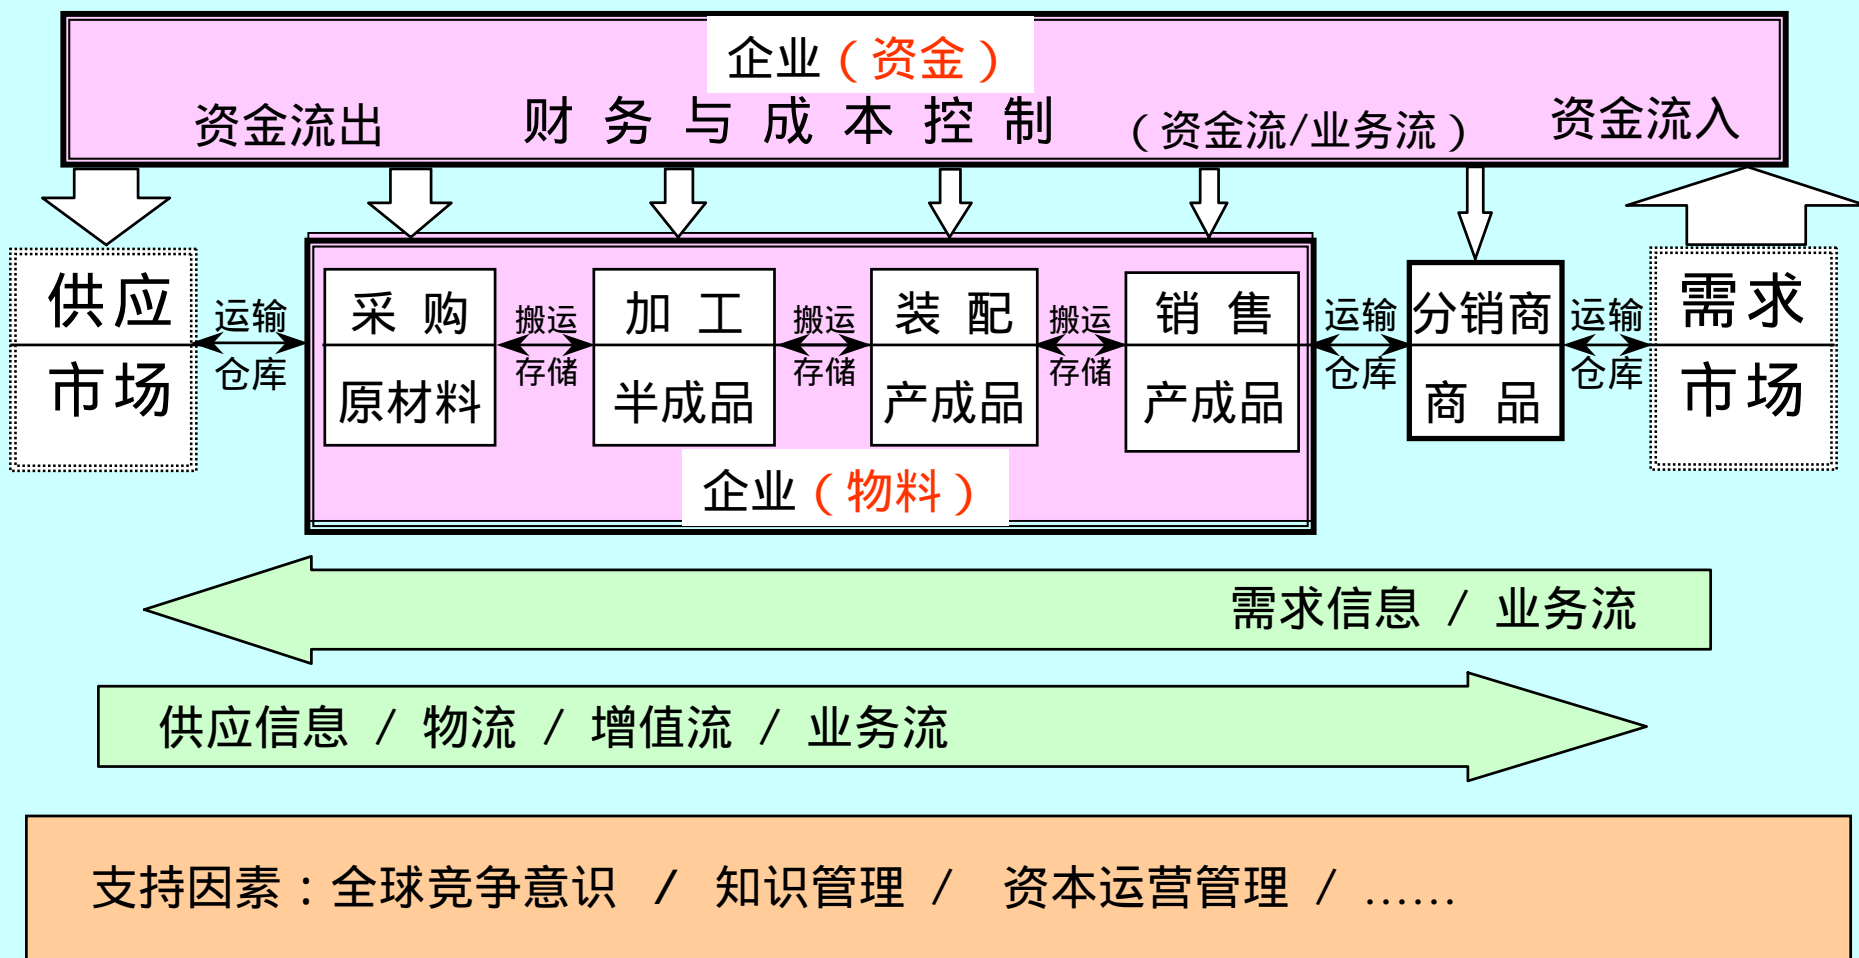 企业（资金）
资金流出 财务与成本控制 （资金流/业务流） 资金流入
供应
市场
运输
仓库
采购
原材料
搬运
存储
加工
半成品
搬运
存储
装配
产成品
搬运
存储
销售
产成品
运输
仓库
分销商
商品
运输
仓库
需求
市场
企业（物料）
需求信息 / 业务流
供应信息 / 物流 / 增值流 / 业务流
支持因素：全球竞争意识 / 知识管理 / 资本运营管理 / ……